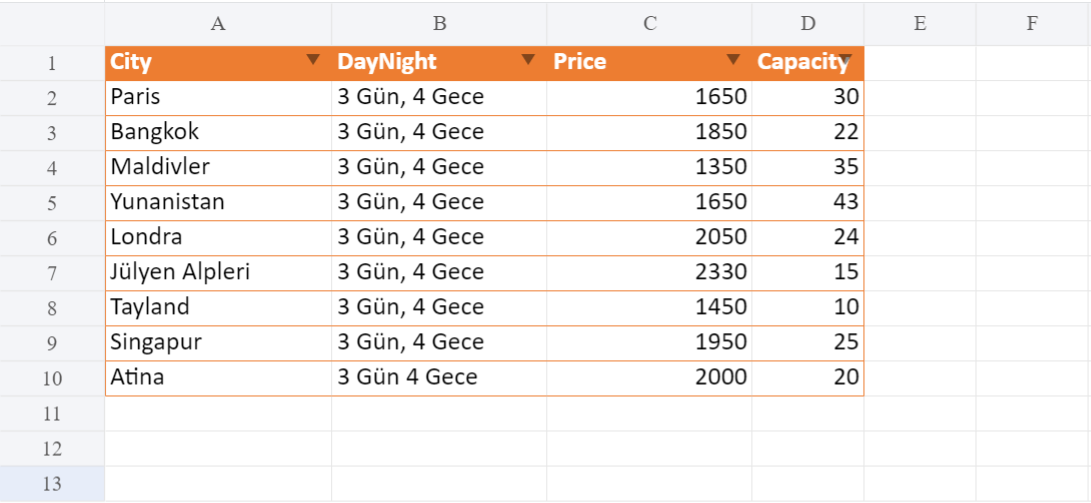 A B C D E F
1 City DayNight Price Capacity
2 Paris 3 Gün, 4 Gece 1650 30
3 Bangkok 3 Gün, 4 Gece 1850 22
4 Maldivler 3 Gün, 4 Gece 1350 35
5 Yunanistan 3 Gün, 4 Gece 1650 43
6 Londra 3 Gün, 4 Gece 2050 24
7 Jülyen Alpleri 3 Gün, 4 Gece 2330 15
8 Tayland 3 Gün, 4 Gece 1450 10
9 Singapur 3 Gün, 4 Gece 1950 25
10 Atina 3 Gün 4 Gece 2000 20
11
12
13